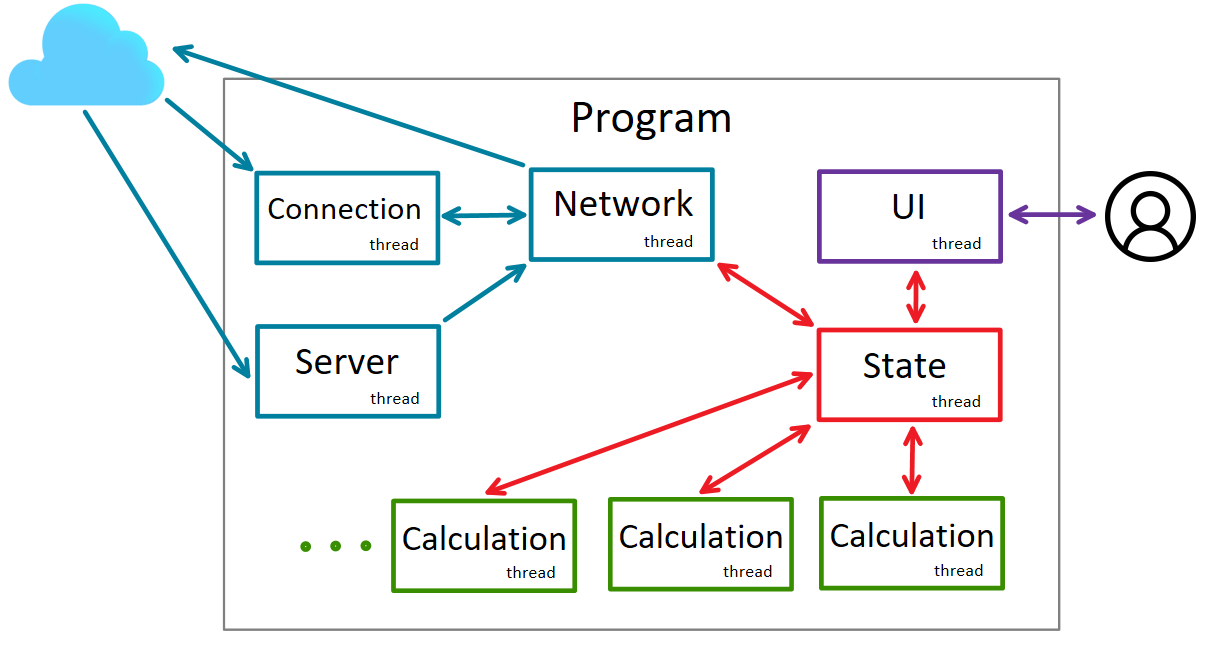 Program
Connection
thread
Network
thread
UI
thread
Server
thread
State
thread
Calculation
thread
Calculation
thread
Calculation
thread